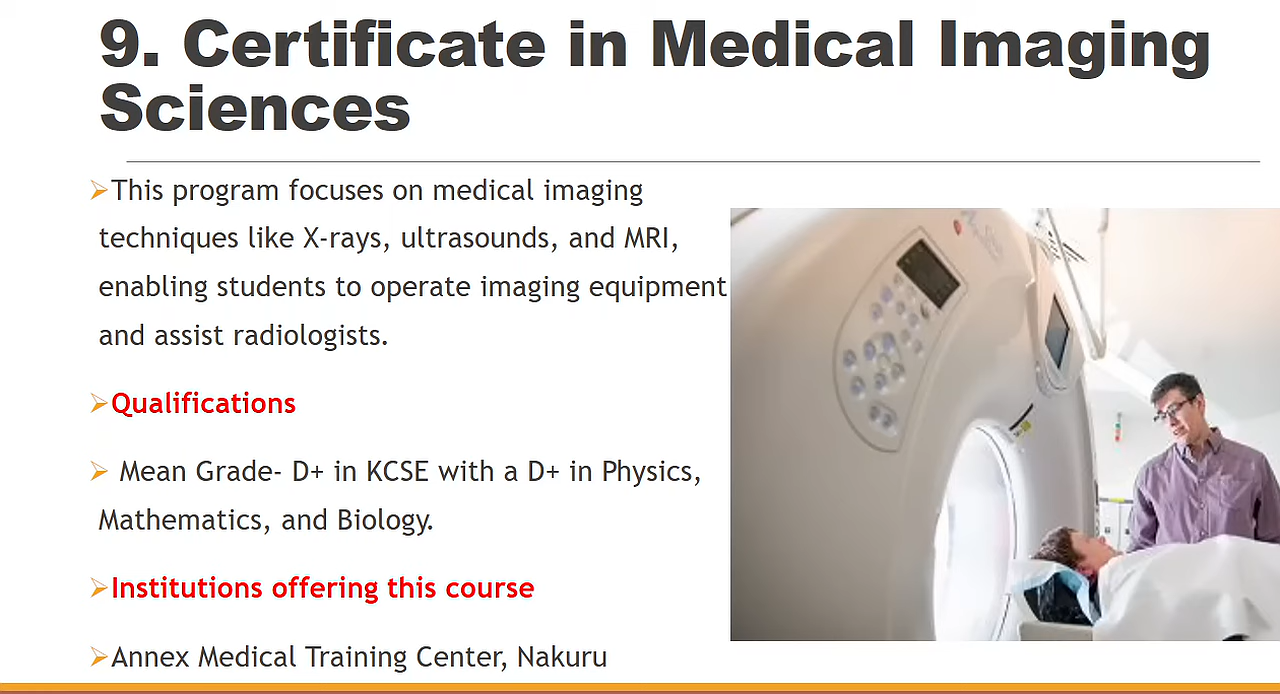 9. Certificate in Medical Imaging
Sciences
➢This program focuses on medical imaging
techniques like X-rays, ultrasounds, and MRI,
enabling students to operate imaging equipment
and assist radiologists.
➢Qualifications
➢ Mean Grade- D+ in KCSE with a D+ in Physics,
Mathematics, and Biology.
➢Institutions offering this course
➢Annex Medical Training Center, Nakuru